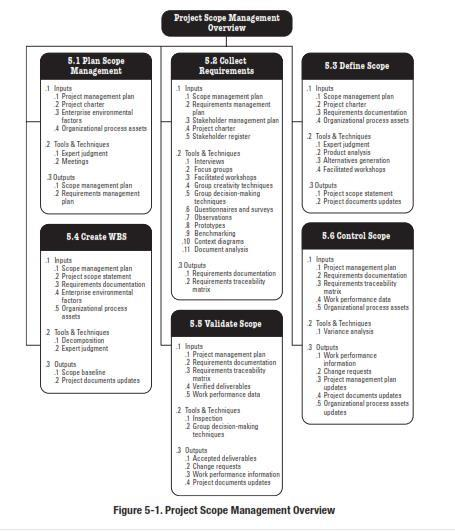 Project Scope Management
Overview
5.1 Plan Scope
Management
.1 Inputs
.1 Project management plan
.2 Project charter
.3 Enterprise environmental
factors
.4 Organizational process assets
.2 Tools & Techniques
.1 Expert judgment
.2 Meetings
.3 Outputs
.1 Scope management plan
.2 Requirements management
plan
5.2 Collect
Requirements
.1 Inputs
.1 Scope management plan
.2 Requirements management
plan
.3 Stakeholder management plan
.4 Project charter
.5 Stakeholder register
.2 Tools & Techniques
.1 Interviews
.2 Focus groups
.3 Facilitated workshops
.4 Group creativity techniques
.5 Group decision-making
techniques
.6 Questionnaires and surveys
.7 Observations
.8 Prototypes
.9 Benchmarking
.10 Context diagrams
.11 Document analysis
.3 Outputs
.1 Requirements documentation
.2 Requirements traceability
matrix
5.3 Define Scope
.1 Inputs
.1 Scope management plan
.2 Project charter
.3 Requirements documentation
.4 Organizational process assets
.2 Tools & Techniques
.1 Expert judgment
.2 Product analysis
.3 Alternatives generation
.4 Facilitated workshops
.3 Outputs
.1 Project scope statement
.2 Project documents updates
5.4 Create WBS
.1 Inputs
.1 Scope management plan
.2 Project scope statement
.3 Requirements documentation
.4 Enterprise environmental
factors
.5 Organizational process
assets
.2 Tools & Techniques
.1 Decomposition
.2 Expert judgment
.3 Outputs
.1 Scope baseline
.2 Project documents updates
5.5 Validate Scope
.1 Inputs
.1 Project management plan
.2 Requirements documentation
.3 Requirements traceability
matrix
.4 Verified deliverables
.5 Work performance data
.2 Tools & Techniques
.1 Inspection
.2 Group decision-making
techniques
.3 Outputs
.1 Accepted deliverables
.2 Change requests
.3 Work performance information
.4 Project documents updates
5.6 Control Scope
.1 Inputs
.1 Project management plan
.2 Requirements documentation
.3 Requirements traceability
matrix
.4 Work performance data
.5 Organizational process assets
.2 Tools & Techniques
.1 Variance analysis
.3 Outputs
.1 Work performance
information
.2 Change requests
.3 Project management plan
updates
.4 Project documents updates
.5 Organizational process assets
updates
Figure 5-1. Project Scope Management Overview